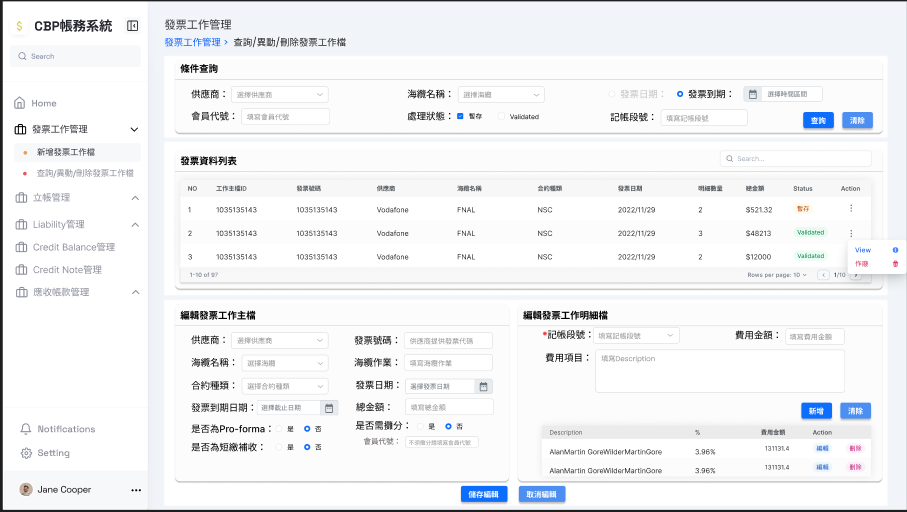 $ CBP帳務系統
Search
Home
發票工作管理
新增發票工作檔
查詢/異動/刪除發票工作檔
立帳管理
Liability管理
Credit Balance管理
Credit Note管理
應收帳款管理
Notifications
Setting
Jane Cooper
發票工作管理
發票工作管理 > 查詢/異動/刪除發票工作檔
條件查詢
供應商： 選擇供應商 海纜名稱： 選擇海纜 發票日期： 發票到期： 選擇時間區間
會員代號： 填寫會員代號 處理狀態： 暫存 Validated 記帳段號： 填寫記帳段號 查詢 清除
發票資料列表 Search...
NO 工作主檔ID 發票號碼 供應商 海纜名稱 合約種類 發票日期 明細數量 總金額 Status Action
1 1035135143 1035135143 Vodafone FNAL NSC 2022/11/29 2 $521.32 暫存
2 1035135143 1035135143 Vodafone FNAL NSC 2022/11/29 3 $48213 Validated
3 1035135143 1035135143 Vodafone FNAL NSC 2022/11/29 2 $12000 Validated
View
作廢
1-10 of 97 Rows per page: 10 1/10
編輯發票工作主檔
供應商： 選擇供應商 發票號碼： 供應商提供發票代碼
海纜名稱： 選擇海纜 海纜作業： 填寫海纜作業
合約種類： 選擇合約種類 發票日期： 選擇發票日期
發票到期日期： 選擇截止日期 總金額： 填寫總金額
是否為Pro-forma： 是 否 是否需攤分： 是 否
是否為短繳補收： 是 否 會員代號： 不須攤分請填寫會員代號
編輯發票工作明細檔
*記帳段號： 填寫記帳段號 費用金額： 填寫費用金額
費用項目： 填寫Description
新增 清除
Description % 費用金額 Action
AlanMartin GoreWilderMartinGore 3.96% 131131.4 編輯 刪除
AlanMartin GoreWilderMartinGore 3.96% 131131.4 編輯 刪除
儲存編輯 取消編輯